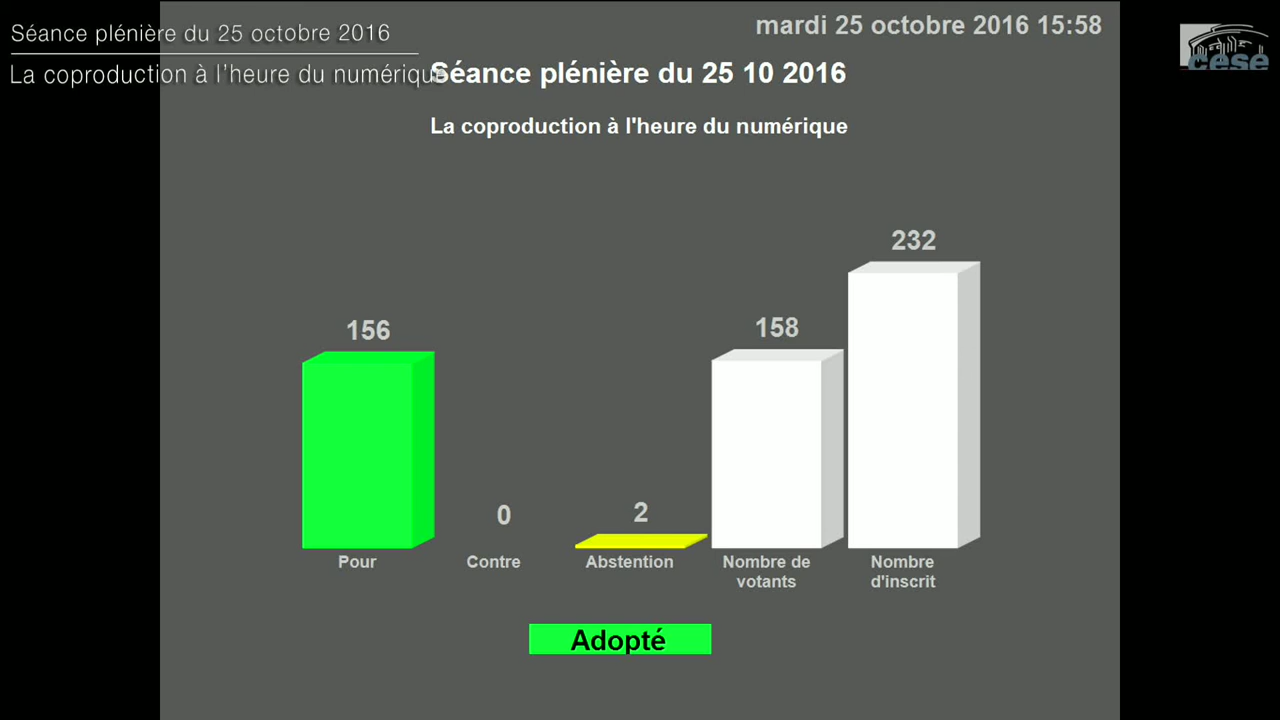 Séance plénière du 25 octobre 2016
La coproduction à l'heure du numérique
mardi 25 octobre 2016 15:58
cese
Séance plénière du 25 10 2016
La coproduction à l'heure du numérique
156
0
2
158
232
Pour
Contre
Abstention
Nombre de
votants
Nombre
d'inscrit
Adopté